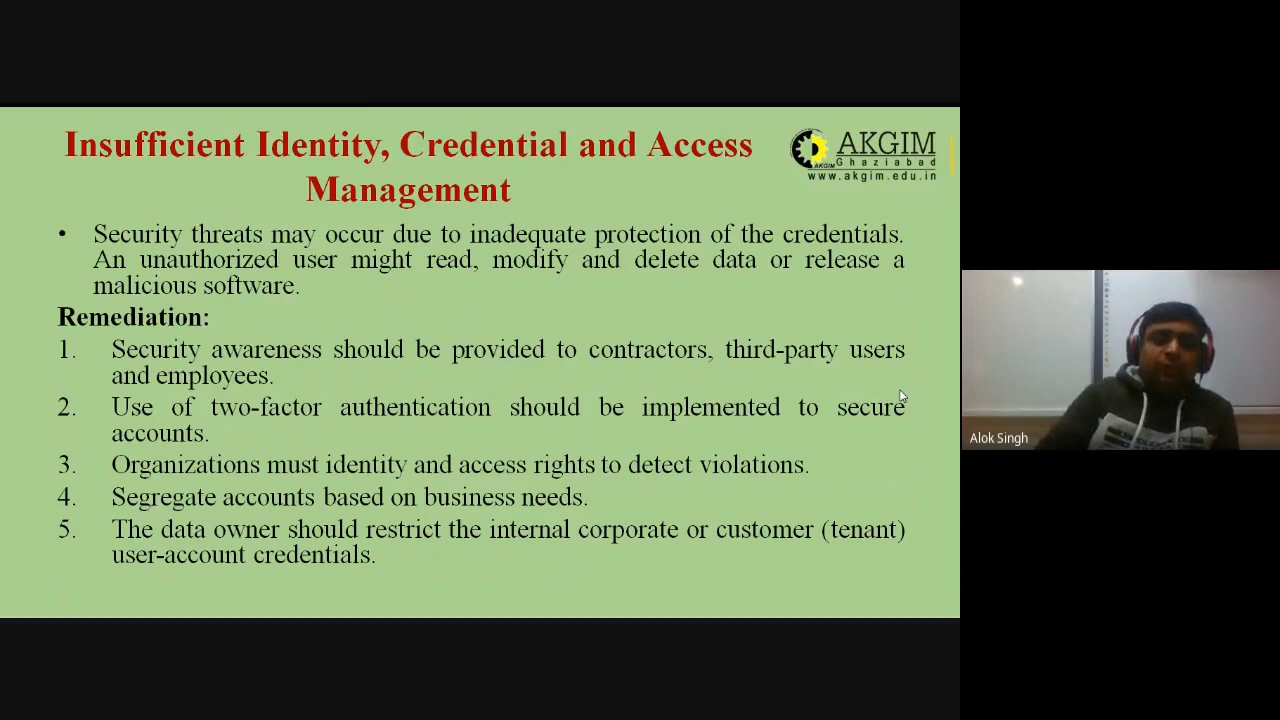 Insufficient Identity, Credential and Access
Management
AKGIM
Ghaziabad
AKGIM
www.akgim.edu.in
• Security threats may occur due to inadequate protection of the credentials.
An unauthorized user might read, modify and delete data or release a
malicious software.
Remediation:
1. Security awareness should be provided to contractors, third-party users
and employees.
2. Use of two-factor authentication should be implemented to secure
accounts.
3. Organizations must identity and access rights to detect violations.
4. Segregate accounts based on business needs.
5. The data owner should restrict the internal corporate or customer (tenant)
user-account credentials.
Alok Singh